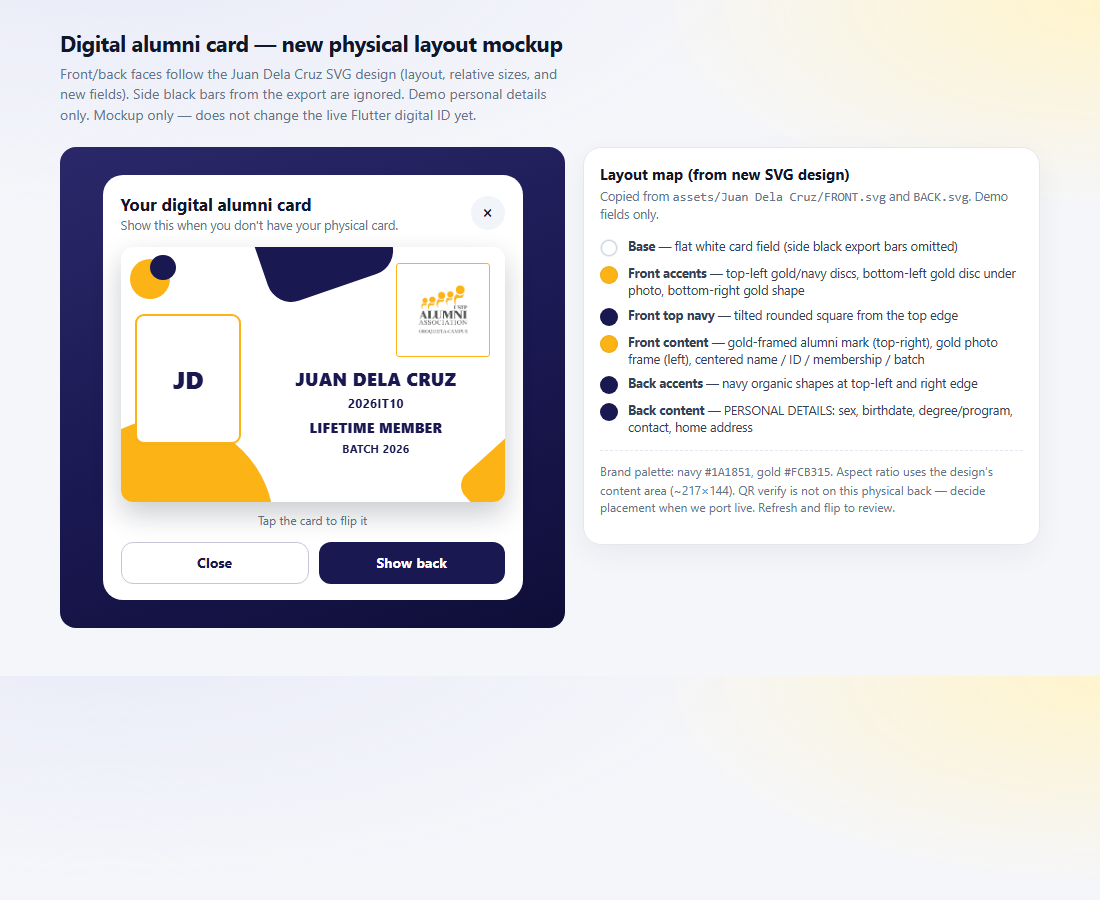 Digital alumni card — new physical layout mockup
Front/back faces follow the Juan Dela Cruz SVG design (layout, relative sizes, and
new fields). Side black bars from the export are ignored. Demo personal details
only. Mockup only — does not change the live Flutter digital ID yet.
Your digital alumni card
Show this when you don't have your physical card.
×
USTP
ALUMNI
ASSOCIATION
OROQUIETA CAMPUS
JD
JUAN DELA CRUZ
2026IT10
LIFETIME MEMBER
BATCH 2026
Tap the card to flip it
Close
Show back
Layout map (from new SVG design)
Copied from assets/Juan Dela Cruz/FRONT.svg and BACK.svg. Demo
fields only.
Base — flat white card field (side black export bars omitted)
Front accents — top-left gold/navy discs, bottom-left gold disc under
photo, bottom-right gold shape
Front top navy — tilted rounded square from the top edge
Front content — gold-framed alumni mark (top-right), gold photo
frame (left), centered name / ID / membership / batch
Back accents — navy organic shapes at top-left and right edge
Back content — PERSONAL DETAILS: sex, birthdate, degree/program,
contact, home address
Brand palette: navy #1A1851, gold #FCB315. Aspect ratio uses the design's
content area (~217×144). QR verify is not on this physical back — decide
placement when we port live. Refresh and flip to review.